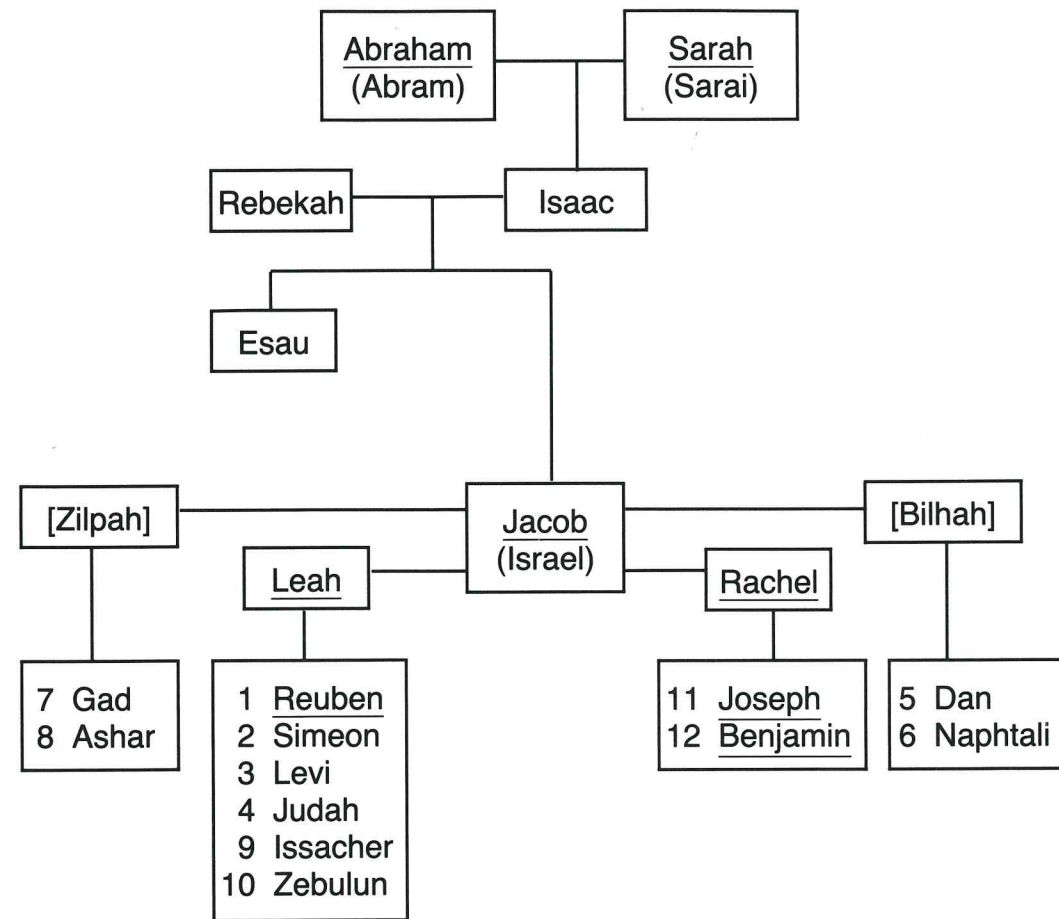 Abraham
(Abram)
Sarah
(Sarai)
Rebekah
Isaac
Esau
[Zilpah]
Jacob
(Israel)
[Bilhah]
Leah
Rachel
7 Gad
8 Ashar
1 Reuben
2 Simeon
3 Levi
4 Judah
9 Issacher
10 Zebulun
11 Joseph
12 Benjamin
5 Dan
6 Naphtali